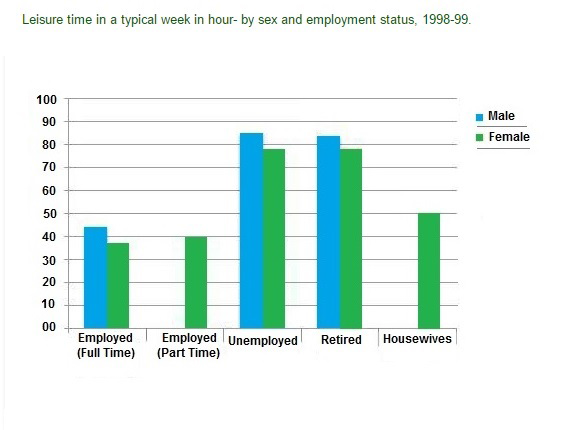 Leisure time in a typical week in hour- by sex and employment status, 1998-99.
100
90
80
70
60
50
40
30
20
10
00
Male
Female
Employed
(Full Time)
Employed
(Part Time)
Unemployed
Retired
Housewives